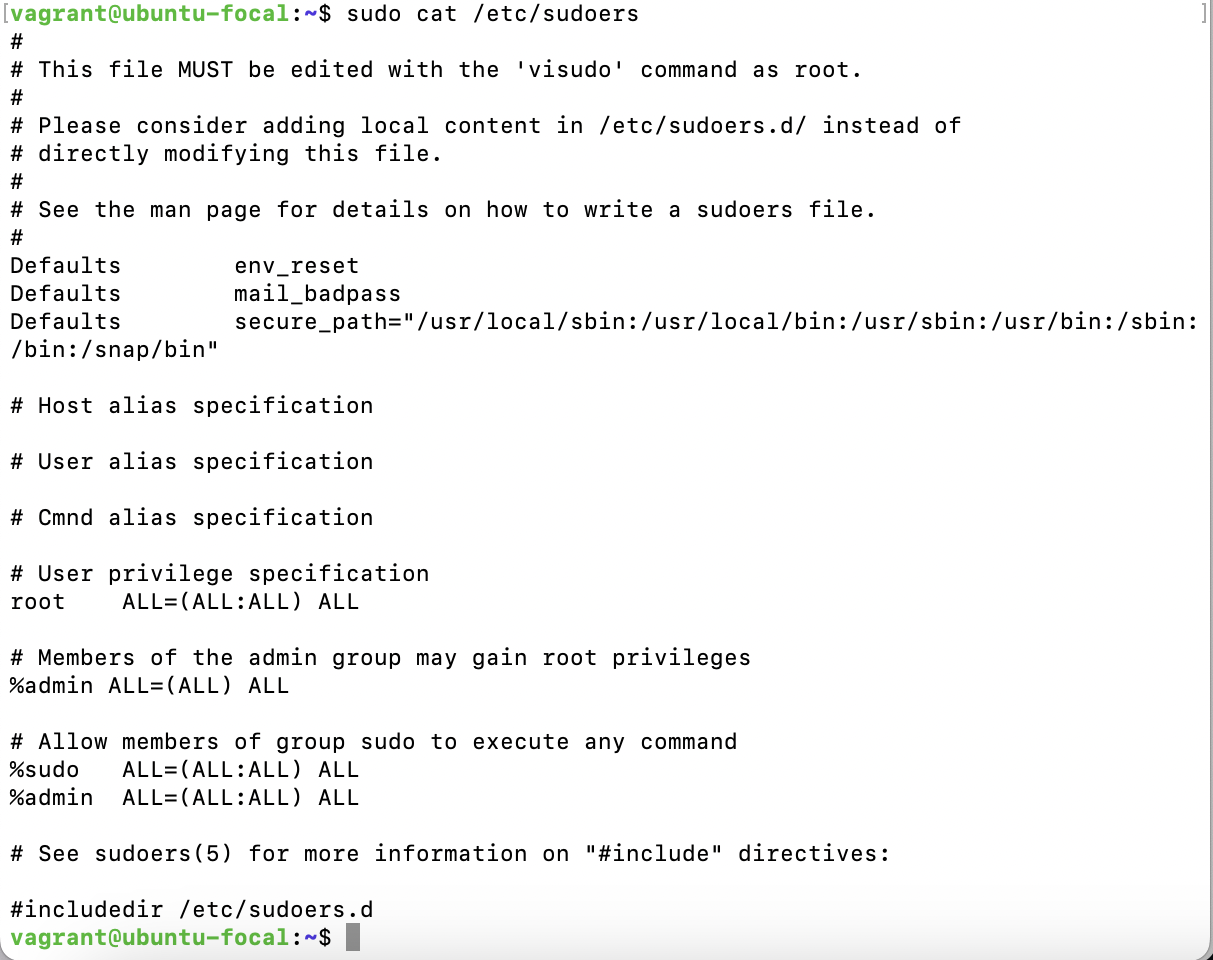 [vagrant@ubuntu-focal:~$ sudo cat /etc/sudoers ]
#
# This file MUST be edited with the 'visudo' command as root.
#
# Please consider adding local content in /etc/sudoers.d/ instead of
# directly modifying this file.
#
# See the man page for details on how to write a sudoers file.
#
Defaults        env_reset
Defaults        mail_badpass
Defaults        secure_path="/usr/local/sbin:/usr/local/bin:/usr/sbin:/usr/bin:/sbin:
/bin:/snap/bin"
# Host alias specification
# User alias specification
# Cmnd alias specification
# User privilege specification
root    ALL=(ALL:ALL) ALL
# Members of the admin group may gain root privileges
%admin ALL=(ALL) ALL
# Allow members of group sudo to execute any command
%sudo   ALL=(ALL:ALL) ALL
%admin  ALL=(ALL:ALL) ALL
# See sudoers(5) for more information on "#include" directives:
#includedir /etc/sudoers.d
vagrant@ubuntu-focal:~$